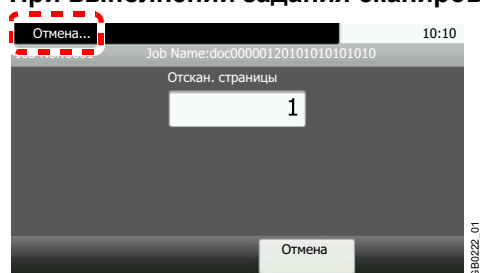 При выполнении задания сканиров
Отмена... 10:10
Job Name:doc00000120101010101010
Отскан. страницы
1
Отмена
GB0222_01